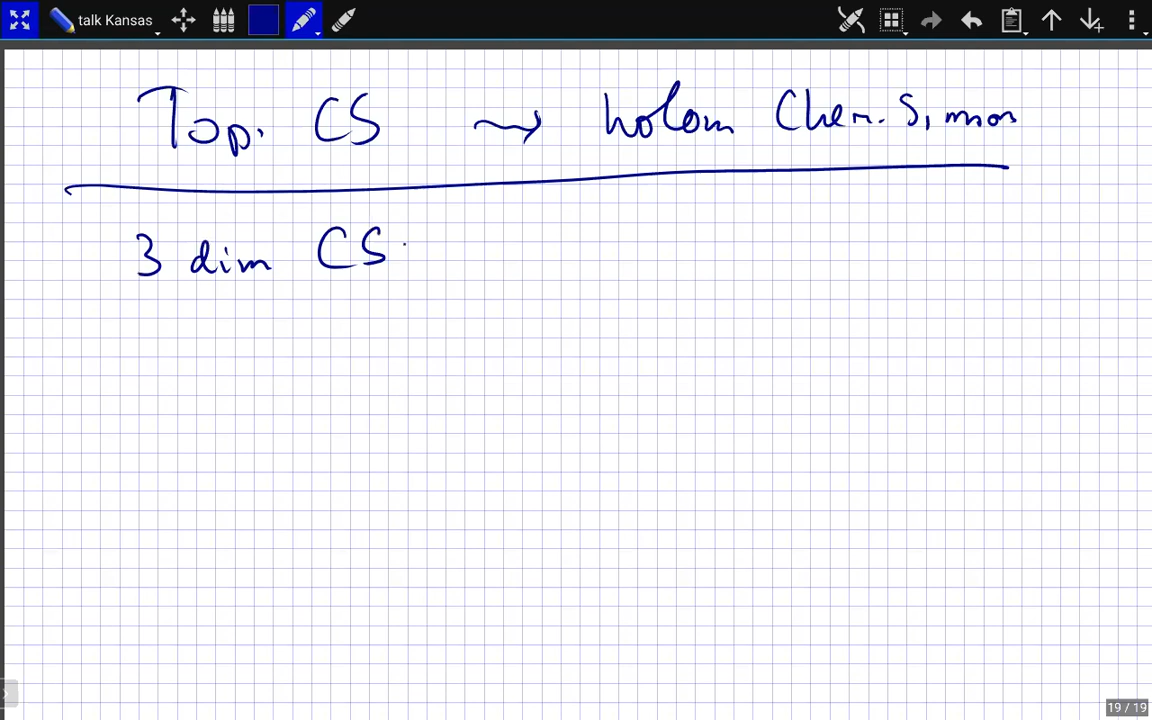 talk Kansas
Top. CS ⇝ holom Chern-Simons
3 dim CS
19 / 19